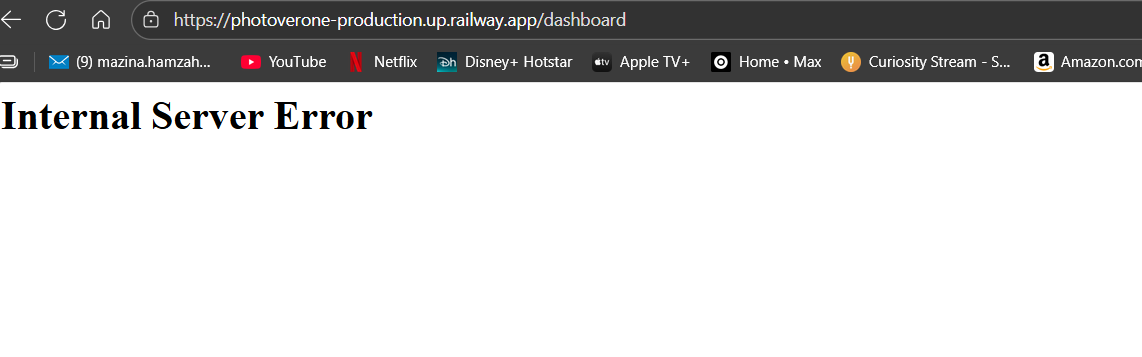 https://photoverone-production.up.railway.app/dashboard
(9) mazina.hamzah... YouTube Netflix Disney+ Hotstar tv Apple TV+ Home • Max Curiosity Stream - S... a Amazon.com
Internal Server Error